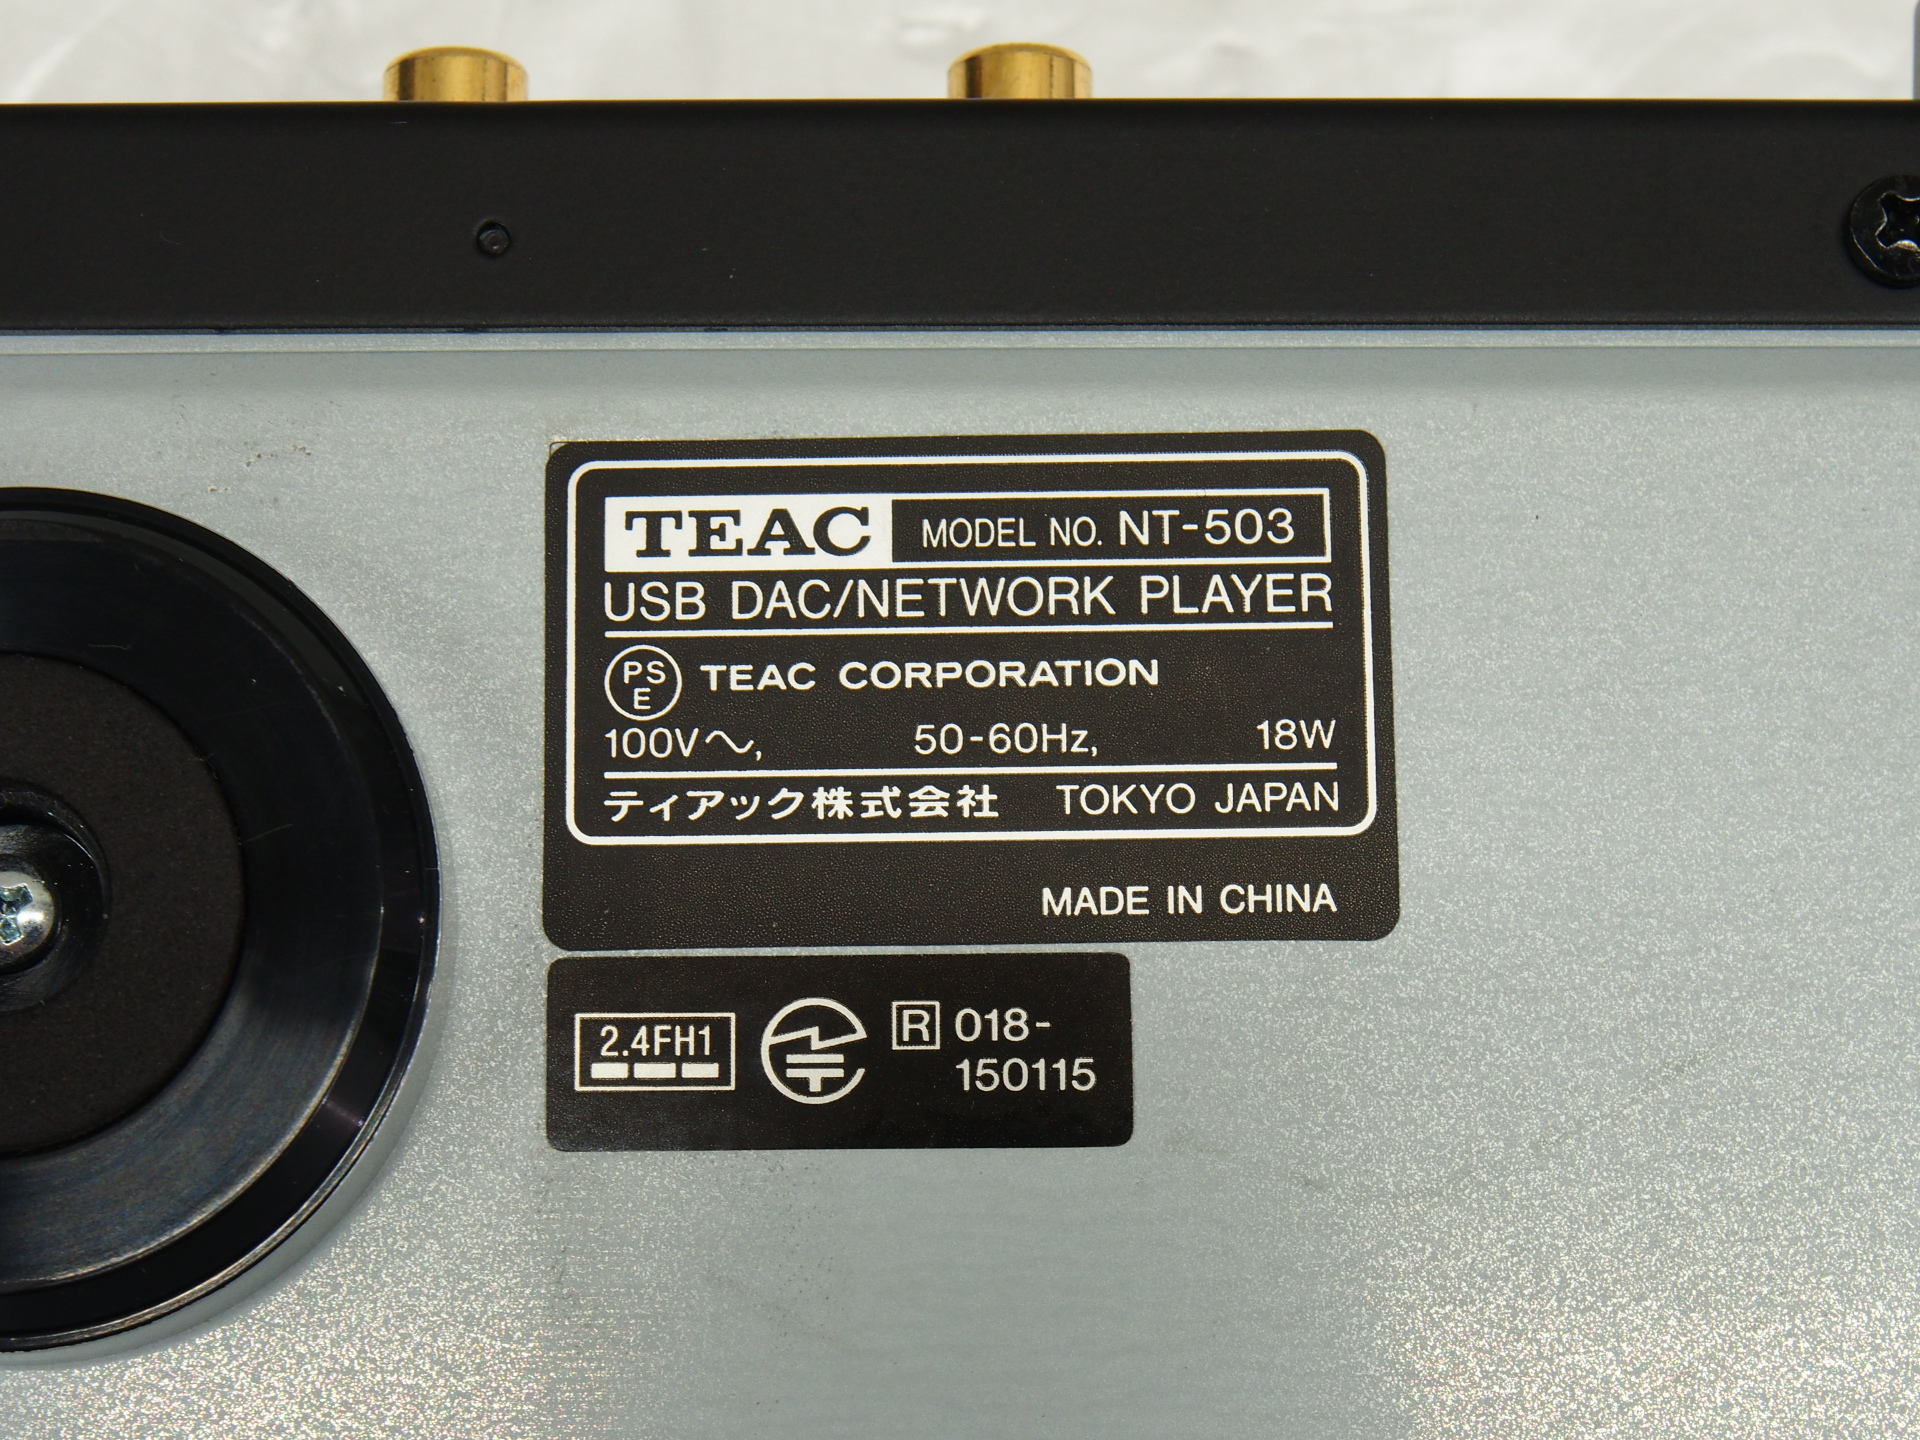 TEAC MODEL NO. NT-503
USB DAC/NETWORK PLAYER
PSE TEAC CORPORATION
100V〜, 50-60Hz, 18W
ティアック株式会社 TOKYO JAPAN
MADE IN CHINA
2.4FH1
R 018-
150115